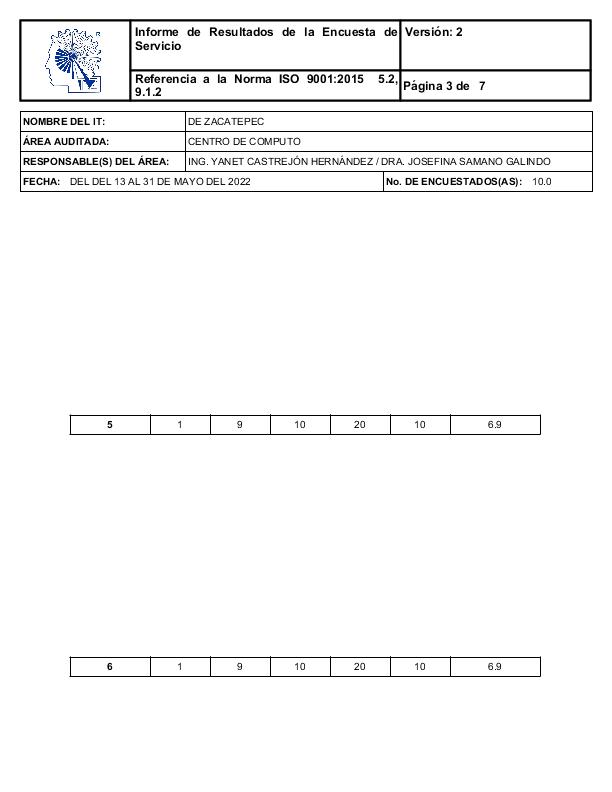 Informe de Resultados de la Encuesta de
Servicio
Versión: 2
Referencia a la Norma ISO 9001:2015 5.2,
9.1.2
Página 3 de 7
NOMBRE DEL IT: DE ZACATEPEC
ÁREA AUDITADA: CENTRO DE COMPUTO
RESPONSABLE(S) DEL ÁREA: ING. YANET CASTREJÓN HERNÁNDEZ / DRA. JOSEFINA SAMANO GALINDO
FECHA: DEL DEL 13 AL 31 DE MAYO DEL 2022 No. DE ENCUESTADOS(AS): 10.0
5 1 9 10 20 10 6.9
6 1 9 10 20 10 6.9